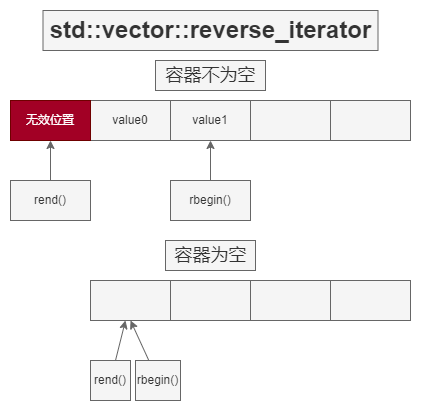 std::vector::reverse_iterator
容器不为空
无效位置 value0 value1
rend() rbegin()
容器为空
rend() rbegin()